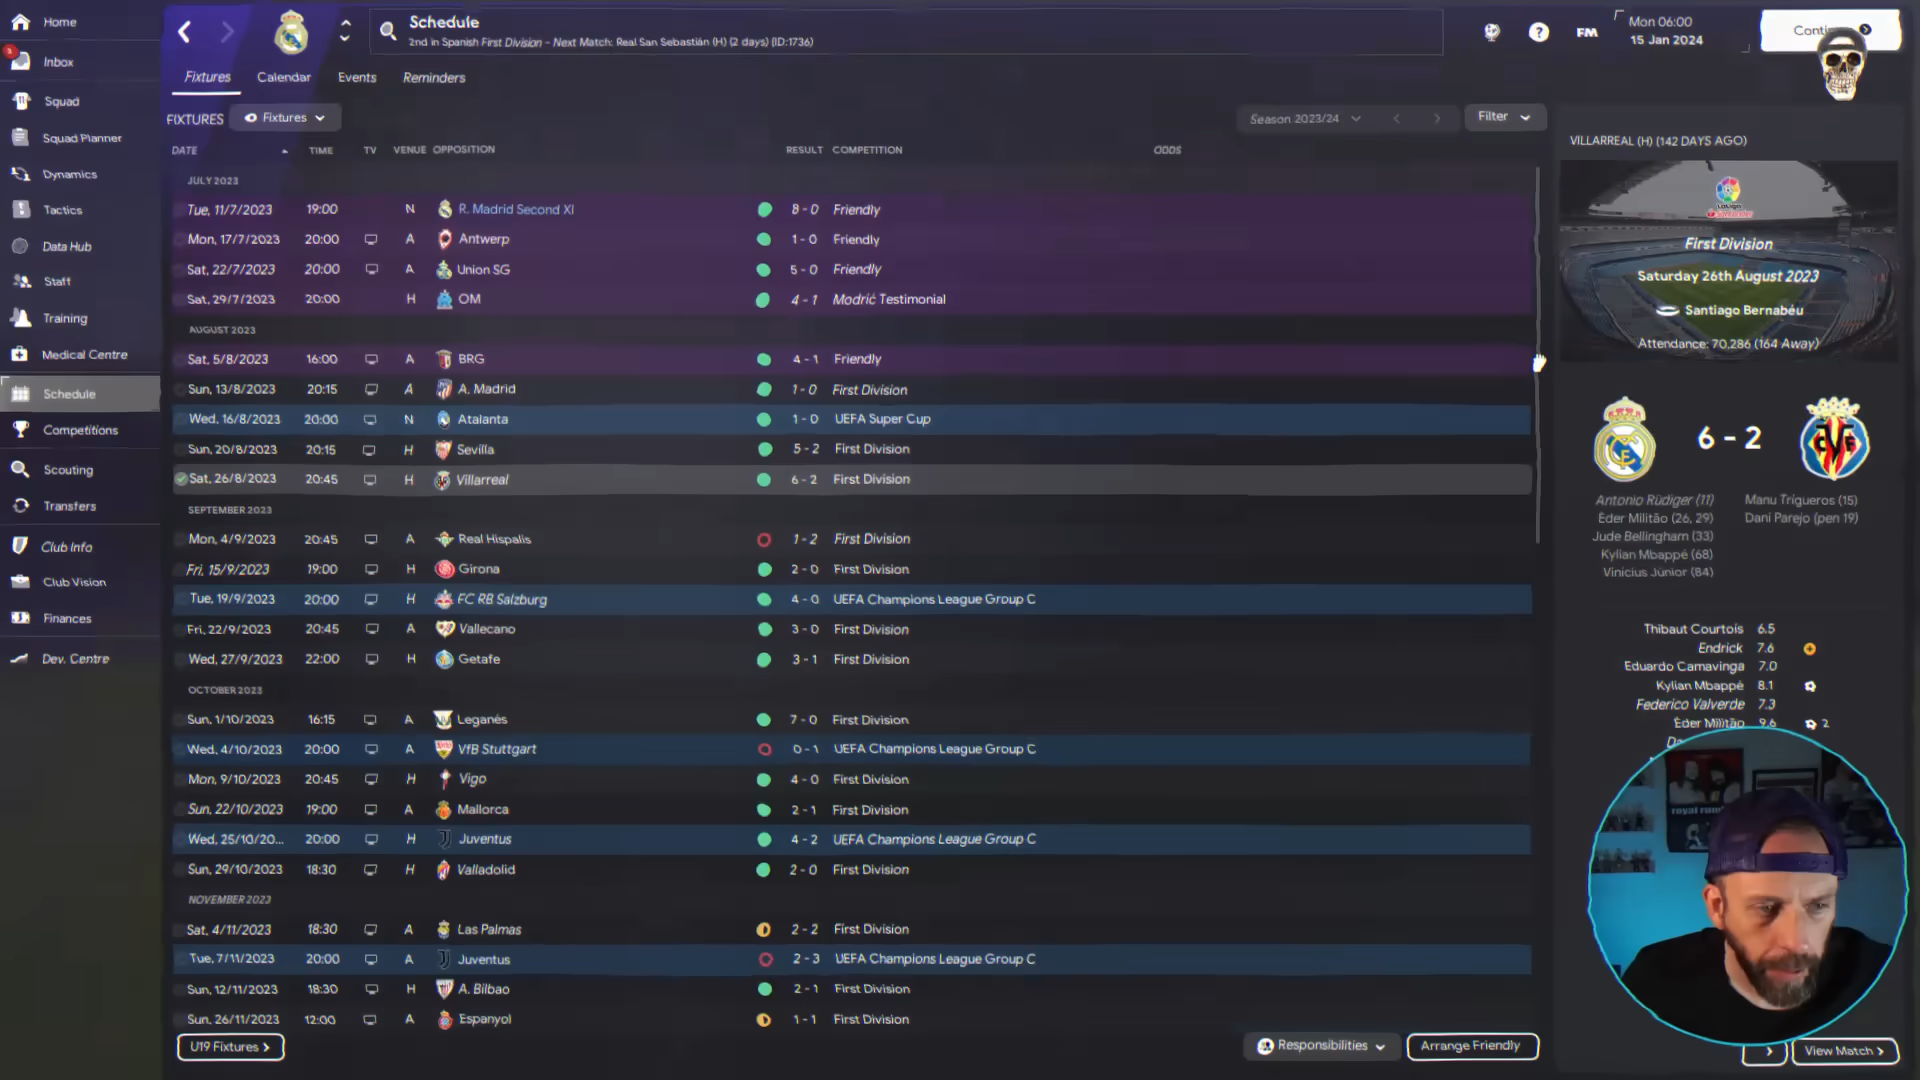 Home
Inbox
3
Squad
Squad Planner
Dynamics
Tactics
Data Hub
Staff
Training
Medical Centre
Schedule
Competitions
Scouting
Transfers
Club Info
Club Vision
Finances
Dev. Centre
Schedule
2nd in Spanish First Division - Next Match: Real San Sebastián (H) (2 days) (ID:1736)
FM
Mon 06:00
15 Jan 2024
Fixtures Calendar Events Reminders
FIXTURES Fixtures Season 2023/24 Filter
DATE TIME TV VENUE OPPOSITION RESULT COMPETITION ODDS
JULY 2023
Tue, 11/7/2023 19:00 N R. Madrid Second XI 8 - 0 Friendly
Mon, 17/7/2023 20:00 A Antwerp 1 - 0 Friendly
Sat, 22/7/2023 20:00 A Union SG 5 - 0 Friendly
Sat, 29/7/2023 20:00 H OM 4 - 1 Modrić Testimonial
AUGUST 2023
Sat, 5/8/2023 16:00 A BRG 4 - 1 Friendly
Sun, 13/8/2023 20:15 A A. Madrid 1 - 0 First Division
Wed, 16/8/2023 20:00 N Atalanta 1 - 0 UEFA Super Cup
Sun, 20/8/2023 20:15 H Sevilla 5 - 2 First Division
Sat, 26/8/2023 20:45 H Villarreal 6 - 2 First Division
SEPTEMBER 2023
Mon, 4/9/2023 20:45 A Real Hispalis 1 - 2 First Division
Fri, 15/9/2023 19:00 H Girona 2 - 0 First Division
Tue, 19/9/2023 20:00 H FC RB Salzburg 4 - 0 UEFA Champions League Group C
Fri, 22/9/2023 20:45 A Vallecano 3 - 0 First Division
Wed, 27/9/2023 22:00 H Getafe 3 - 1 First Division
OCTOBER 2023
Sun, 1/10/2023 16:15 A Leganés 7 - 0 First Division
Wed, 4/10/2023 20:00 A VfB Stuttgart 0 - 1 UEFA Champions League Group C
Mon, 9/10/2023 20:45 H Vigo 4 - 0 First Division
Sun, 22/10/2023 19:00 A Mallorca 2 - 1 First Division
Wed, 25/10/20... 20:00 H Juventus 4 - 2 UEFA Champions League Group C
Sun, 29/10/2023 18:30 H Valladolid 2 - 0 First Division
NOVEMBER 2023
Sat, 4/11/2023 18:30 A Las Palmas 2 - 2 First Division
Tue, 7/11/2023 20:00 A Juventus 2 - 3 UEFA Champions League Group C
Sun, 12/11/2023 18:30 H A. Bilbao 2 - 1 First Division
Sun, 26/11/2023 12:00 A Espanyol 1 - 1 First Division
U19 Fixtures > Responsibilities Arrange Friendly
VILLARREAL (H) (142 DAYS AGO)
First Division
Saturday 26th August 2023
Santiago Bernabéu
Attendance: 70,286 (164 Away)
6 - 2
Antonio Rüdiger (11) Manu Trigueros (15)
Éder Militão (26, 29) Dani Parejo (pen 19)
Jude Bellingham (33)
Kylian Mbappé (68)
Vinícius Júnior (84)
Thibaut Courtois 6.5
Endrick 7.6
Eduardo Camavinga 7.0
Kylian Mbappé 8.1
Federico Valverde 7.3
Éder Militão 9.6 2
View Match >